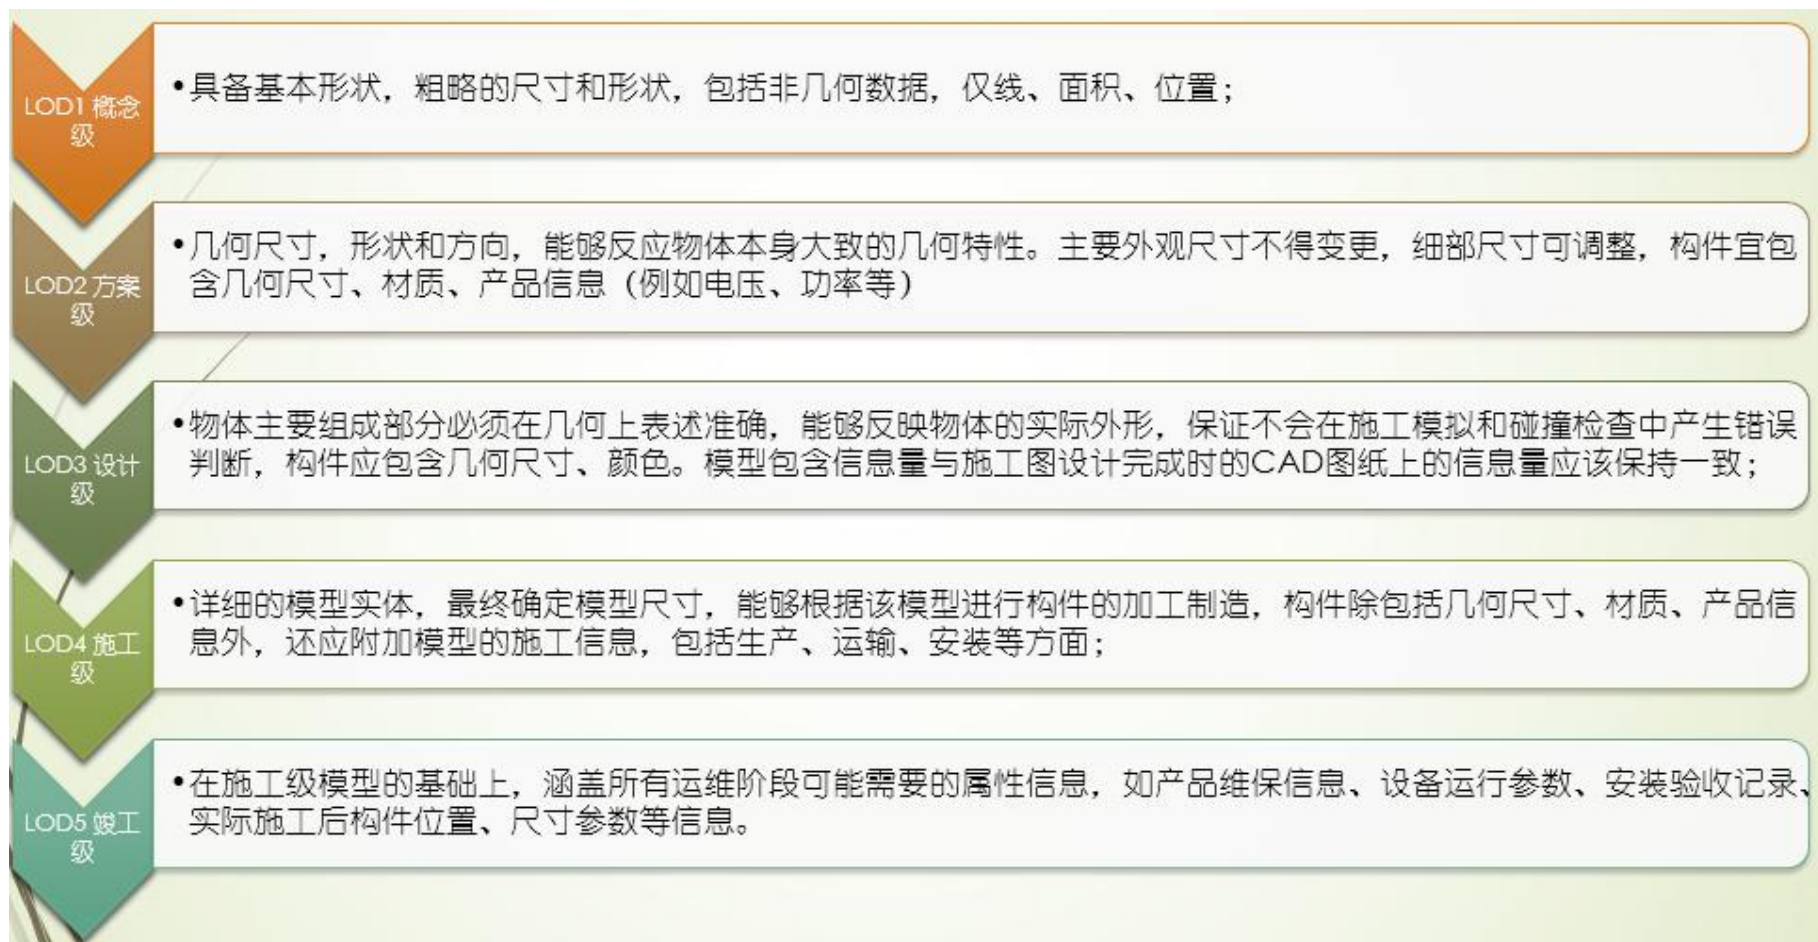 LOD1 概念
级
•具备基本形状，粗略的尺寸和形状，包括非几何数据，仅线、面积、位置；
LOD2 方案
级
•几何尺寸，形状和方向，能够反应物体本身大致的几何特性。主要外观尺寸不得变更，细部尺寸可调整，构件宜包
含几何尺寸、材质、产品信息（例如电压、功率等）
LOD3 设计
级
•物体主要组成部分必须在几何上表述准确，能够反映物体的实际外形，保证不会在施工模拟和碰撞检查中产生错误
判断，构件应包含几何尺寸、颜色。模型包含信息量与施工图设计完成时的CAD图纸上的信息量应该保持一致；
LOD4 施工
级
•详细的模型实体，最终确定模型尺寸，能够根据该模型进行构件的加工制造，构件除包括几何尺寸、材质、产品信
息外，还应附加模型的施工信息，包括生产、运输、安装等方面；
LOD5 竣工
级
•在施工级模型的基础上，涵盖所有运维阶段可能需要的属性信息，如产品维保信息、设备运行参数、安装验收记录、
实际施工后构件位置、尺寸参数等信息。